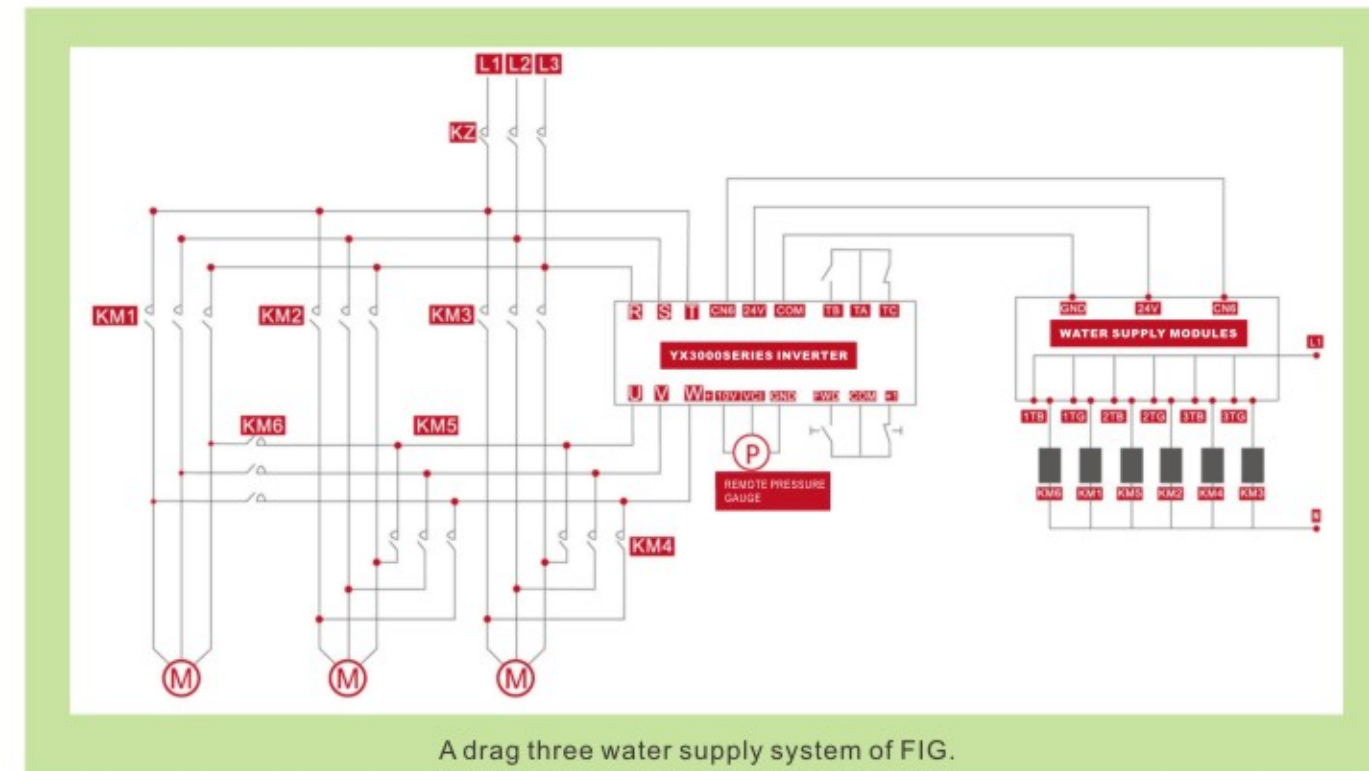 L1 L2 L3
KZ
KM1
KM2
KM3
R S T CN6 24V COM TB TA TC
YX3000SERIES INVERTER
U V W + 10V VCI GND FWD COM +1
GND 24V CN6
WATER SUPPLY MODULES
L1
1TB 1TG 2TB 2TG 3TB 3TG
KM6
KM5
P
REMOTE PRESSURE
GAUGE
KM4
KM6 KM1 KM5 KM2 KM4 KM3
M M M
A drag three water supply system of FIG.